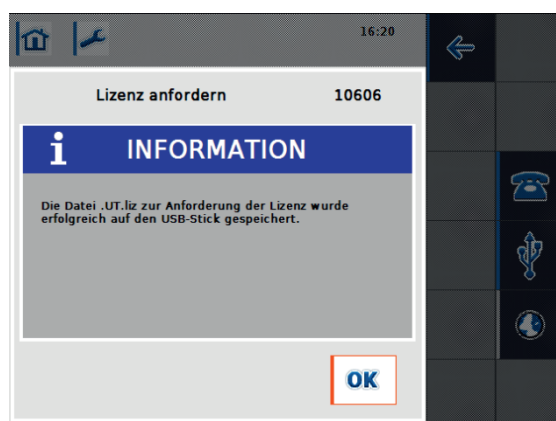 16:20
Lizenz anfordern 10606
i INFORMATION
Die Datei .UT.liz zur Anforderung der Lizenz wurde
erfolgreich auf den USB-Stick gespeichert.
OK